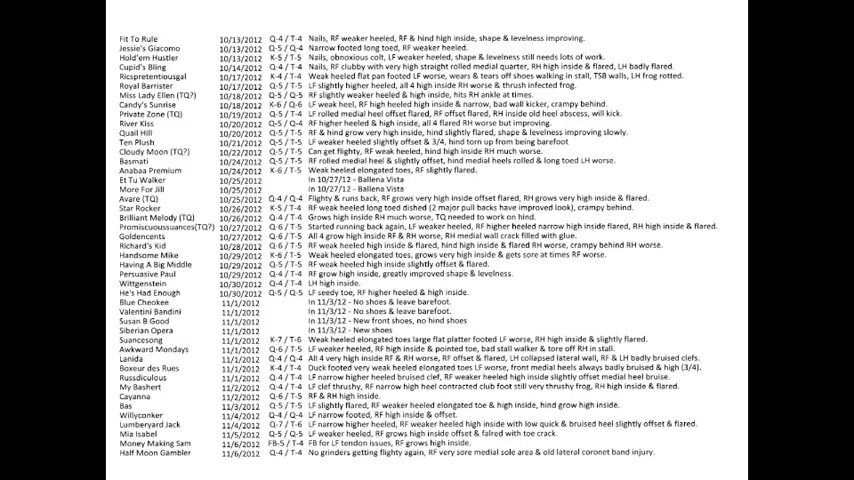 Fit To Rule 10/13/2012 Q-4 / T-4 Nails, RF weaker heeled, RF & hind high inside, shape & levelness improving.
Jessie's Giacomo 10/13/2012 Q-5 / Q-4 Narrow footed long toed, RF weaker heeled.
Hold'em Hustler 10/13/2012 K-5 / T-5 Nails, obnoxious colt, LF weaker heeled, shape & levelness still needs lots of work.
Cupid's Bling 10/14/2012 Q-4 / T-4 Nails, RF clubby with very high straight rolled medial quarter, RH high inside & flared, LH badly flared.
Ricspretentiousgal 10/17/2012 K-4 / T-4 Weak heeled flat pan footed LF worse, wears & tears off shoes walking in stall, TSB walls, LH frog rotted.
Royal Barrister 10/17/2012 Q-5 / T-5 LF slightly higher heeled, all 4 high inside RH worse & thrush infected frog.
Miss Lady Ellen (TQ?) 10/18/2012 Q-5 / Q-5 RF slightly weaker heeled & high inside, hits RH ankle at times.
Candy's Sunrise 10/18/2012 K-6 / Q-6 LF weak heel, RF high heeled high inside & narrow, bad wall kicker, crampy behind.
Private Zone (TQ) 10/19/2012 Q-4 / T-5 LF rolled medial heel offset flared, RF offset flared, RH inside old heel abscess, will kick.
River Kiss 10/20/2012 Q-5 / Q-4 RF higher heeled & high inside, all 4 flared RH worse but improving.
Quail Hill 10/20/2012 Q-5 / T-5 RF & hind grow very high inside, hind slightly flared, shape & levelness improving slowly.
Ten Plush 10/21/2012 Q-5 / T-5 LF weaker heeled slightly offset & 3/4, hind torn up from being barefoot
Cloudy Moon (TQ?) 10/22/2012 Q-5 / T-5 Can get flighty, RF weak heeled, hind high inside RH much worse.
Basmati 10/24/2012 Q-5 / T-5 RF rolled medial heel & slightly offset, hind medial heels rolled & long toed LH worse.
Anabaa Premium 10/24/2012 K-6 / T-5 Weak heeled elongated toes, RF slightly flared.
Et Tu Walker 10/25/2012 In 10/27/12 - Ballena Vista
More For Jill 10/25/2012 In 10/27/12 - Ballena Vista
Avare (TQ) 10/25/2012 Q-4 / Q-4 Flighty & runs back, RF grows very high inside offset flared, RH grows very high inside & flared.
Star Rocker 10/26/2012 K-5 / T-4 RF weak heeled long toed dished (2 major pull backs have improved look), crampy behind.
Brilliant Melody (TQ) 10/26/2012 Q-4 / T-4 Grows high inside RH much worse, TQ needed to work on hind.
Promiscuoussuances(TQ?) 10/27/2012 Q-6 / T-5 Started running back again, LF weaker heeled, RF higher heeled narrow high inside flared, RH high inside & flared.
Goldencents 10/27/2012 Q-6 / T-5 All 4 grow high inside RF & RH worse, RH medial wall crack filled with glue.
Richard's Kid 10/28/2012 Q-6 / T-5 RF weak heeled high inside & flared, hind high inside & flared RH worse, crampy behind RH worse.
Handsome Mike 10/29/2012 K-6 / T-5 Weak heeled elongated toes, grows very high inside & gets sore at times RF worse.
Having A Big Middle 10/29/2012 Q-5 / T-5 RF weak heeled high inside slightly offset & flared.
Persuasive Paul 10/29/2012 Q-4 / T-4 RF grow high inside, greatly improved shape & levelness.
Wittgenstein 10/30/2012 Q-4 / T-4 LH high inside.
He's Had Enough 10/30/2012 Q-5 / Q-5 LF seedy toe, RF higher heeled & high inside.
Blue Cheokee 11/1/2012 In 11/3/12 - No shoes & leave barefoot.
Valentini Bandini 11/1/2012 In 11/3/12 - No shoes & leave barefoot.
Susan B Good 11/1/2012 In 11/3/12 - New front shoes, no hind shoes
Siberian Opera 11/1/2012 In 11/3/12 - New shoes
Suancesong 11/1/2012 K-7 / T-6 Weak heeled elongated toes large flat platter footed LF worse, RH high inside & slightly flared.
Awkward Mondays 11/1/2012 Q-6 / T-5 LF weaker heeled, RF high inside & pointed toe, bad stall walker & tore off RH in stall.
Lanida 11/1/2012 Q-4 / Q-4 All 4 very high inside RF & RH worse, RF offset & flared, LH collapsed lateral wall, RF & LH badly bruised clefs.
Boxeur des Rues 11/1/2012 K-4 / T-4 Duck footed very weak heeled elongated toes LF worse, front medial heels always badly bruised & high (3/4).
Russdiculous 11/1/2012 Q-4 / T-4 LF narrow higher heeled bruised clef, RF weaker heeled high inside slightly offset medial heel bruise.
My Bashert 11/2/2012 Q-4 / T-4 LF clef thrushy, RF narrow high heel contracted club foot still very thrushy frog, RH high inside & flared.
Cayanna 11/2/2012 Q-6 / T-5 RF & RH high inside.
Bas 11/3/2012 Q-5 / T-5 LF slightly flared, RF weaker heeled elongated toe & high inside, hind grow high inside.
Willyconker 11/4/2012 Q-4 / Q-4 LF narrow footed, RF high inside & offset.
Lumberyard Jack 11/4/2012 Q-7 / T-6 LF narrow higher heeled, RF weaker heeled high inside with low quick & bruised heel slightly offset & flared.
Mia Isabel 11/5/2012 Q-5 / Q-5 LF weaker heeled, RF grows high inside offset & falred with toe crack.
Money Making Sam 11/6/2012 FB-5 / T-4 FB for LF tendon issues, RF grows high inside.
Half Moon Gambler 11/6/2012 Q-4 / T-4 No grinders getting flighty again, RF very sore medial sole area & old lateral coronet band injury.